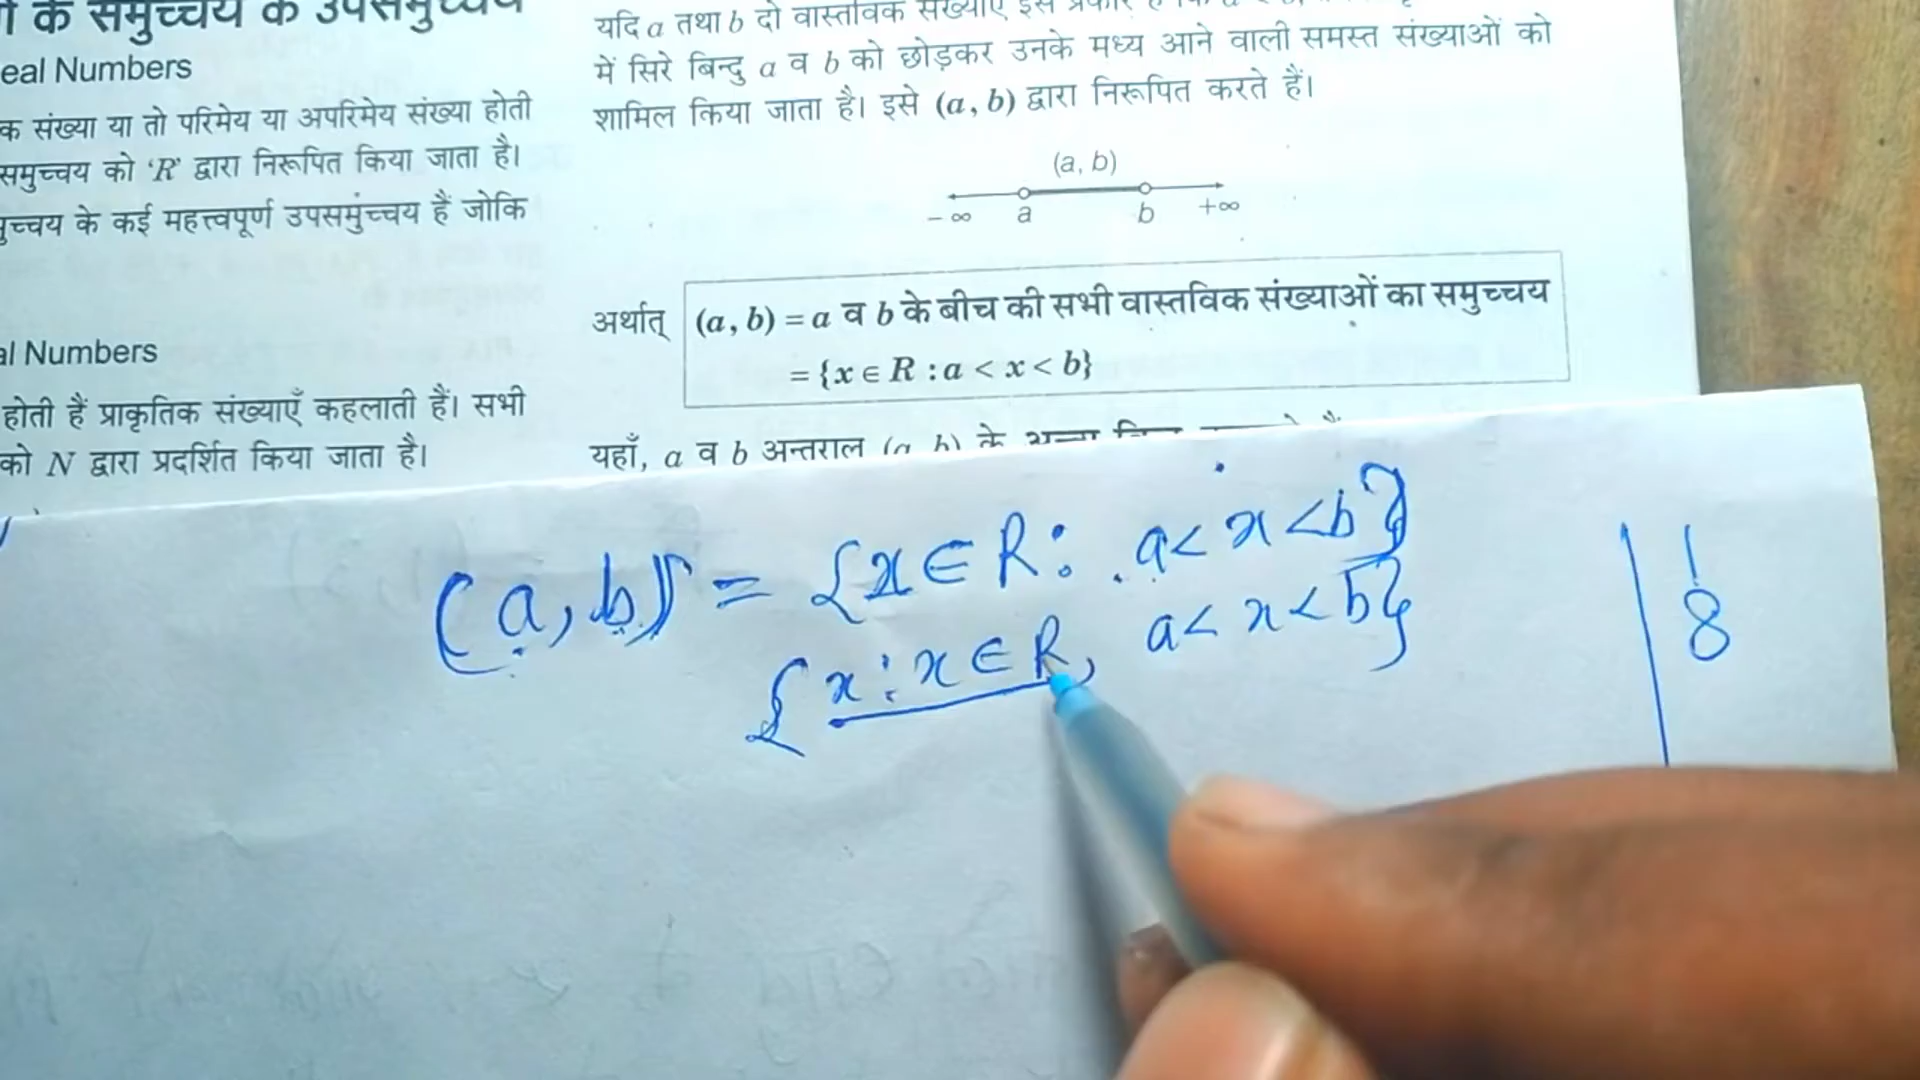 के समुच्चय के उपसमुच्चय
eal Numbers
क संख्या या तो परिमेय या अपरिमेय संख्या होती
समुच्चय को 'R' द्वारा निरूपित किया जाता है।
मुच्चय के कई महत्त्वपूर्ण उपसमुच्चय हैं जोकि
al Numbers
होती हैं प्राकृतिक संख्याएँ कहलाती हैं। सभी
को N द्वारा प्रदर्शित किया जाता है।
यदि a तथा b दो वास्तविक संख्याएँ इस प्रकार
में सिरे बिन्दु a व b को छोड़कर उनके मध्य आने वाली समस्त संख्याओं को
शामिल किया जाता है। इसे (a, b) द्वारा निरूपित करते हैं।
(a, b)
-∞ a b +∞
अर्थात् (a, b) = a व b के बीच की सभी वास्तविक संख्याओं का समुच्चय
= {x ∈ R : a < x < b}
यहाँ, a व b अन्तराल (a, b) के
(a, b) = {x ∈ R : a < x < b}
{x : x ∈ R, a < x < b}
1
8